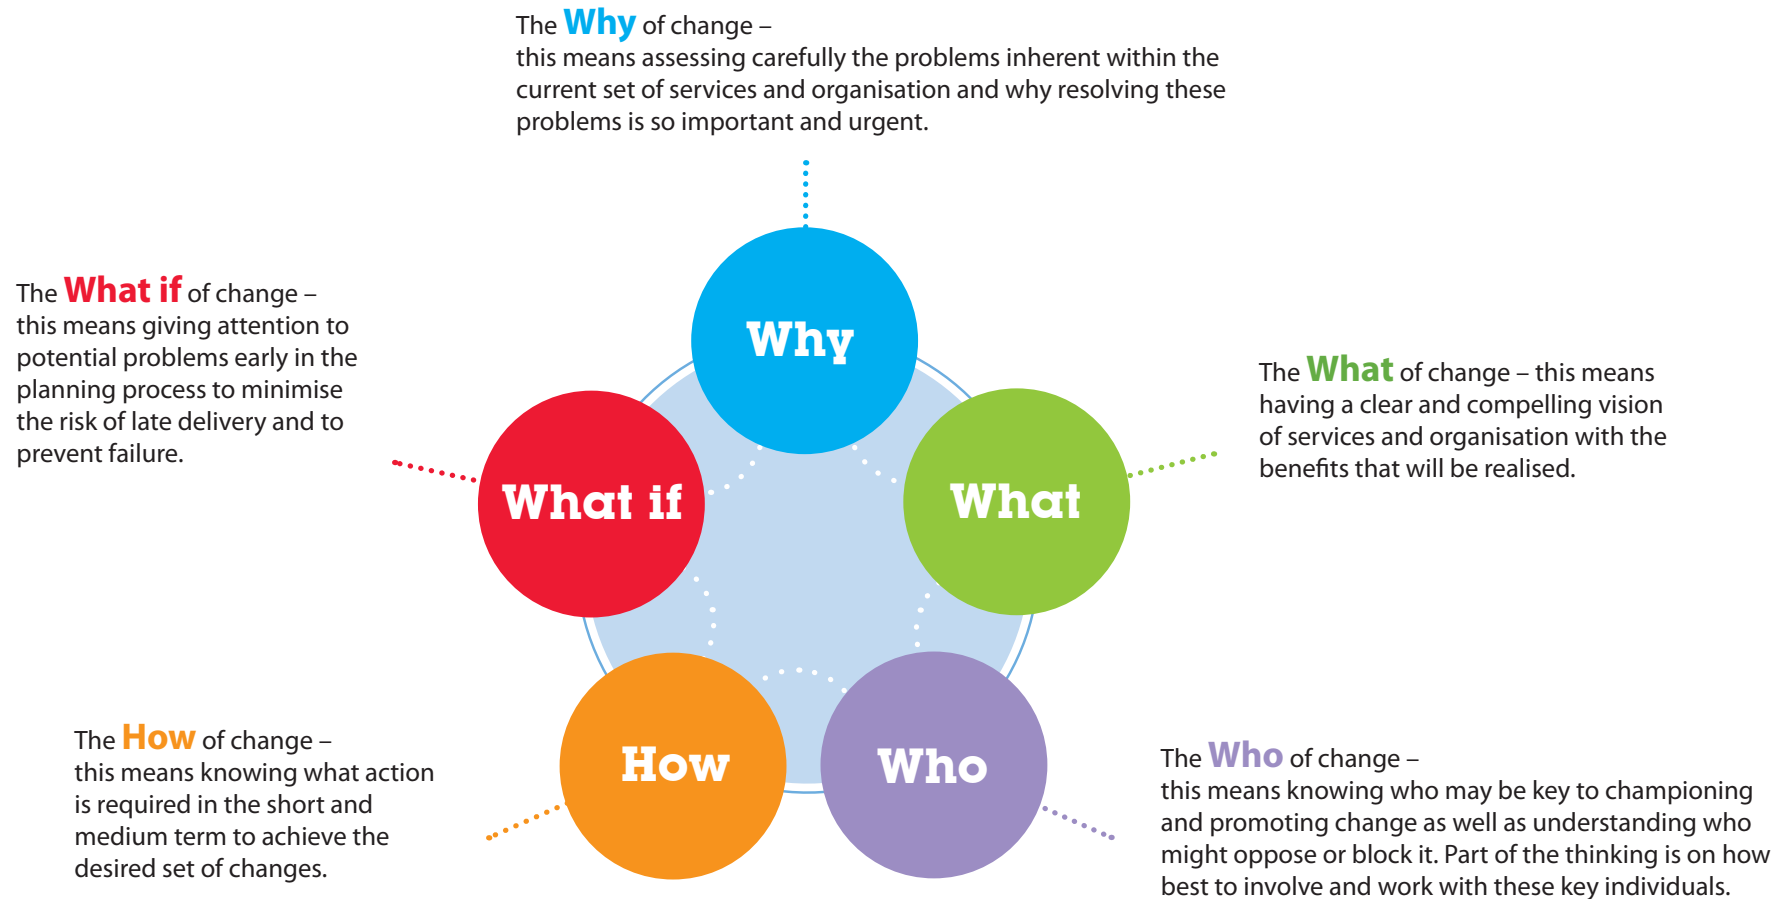 The Why of change –
this means assessing carefully the problems inherent within the
current set of services and organisation and why resolving these
problems is so important and urgent.
Why
The What if of change –
this means giving attention to
potential problems early in the
planning process to minimise
the risk of late delivery and to
prevent failure.
What if
What
The What of change – this means
having a clear and compelling vision
of services and organisation with the
benefits that will be realised.
The How of change –
this means knowing what action
is required in the short and
medium term to achieve the
desired set of changes.
How
Who
The Who of change –
this means knowing who may be key to championing
and promoting change as well as understanding who
might oppose or block it. Part of the thinking is on how
best to involve and work with these key individuals.